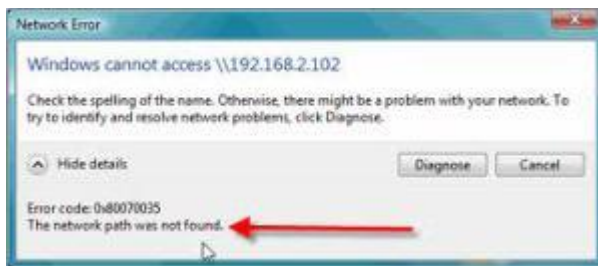 Network Error
Windows cannot access \\192.168.2.102
Check the spelling of the name. Otherwise, there might be a problem with your network. To
try to identify and resolve network problems, click Diagnose.
Hide details
Diagnose
Cancel
Error code: 0x80070035
The network path was not found.